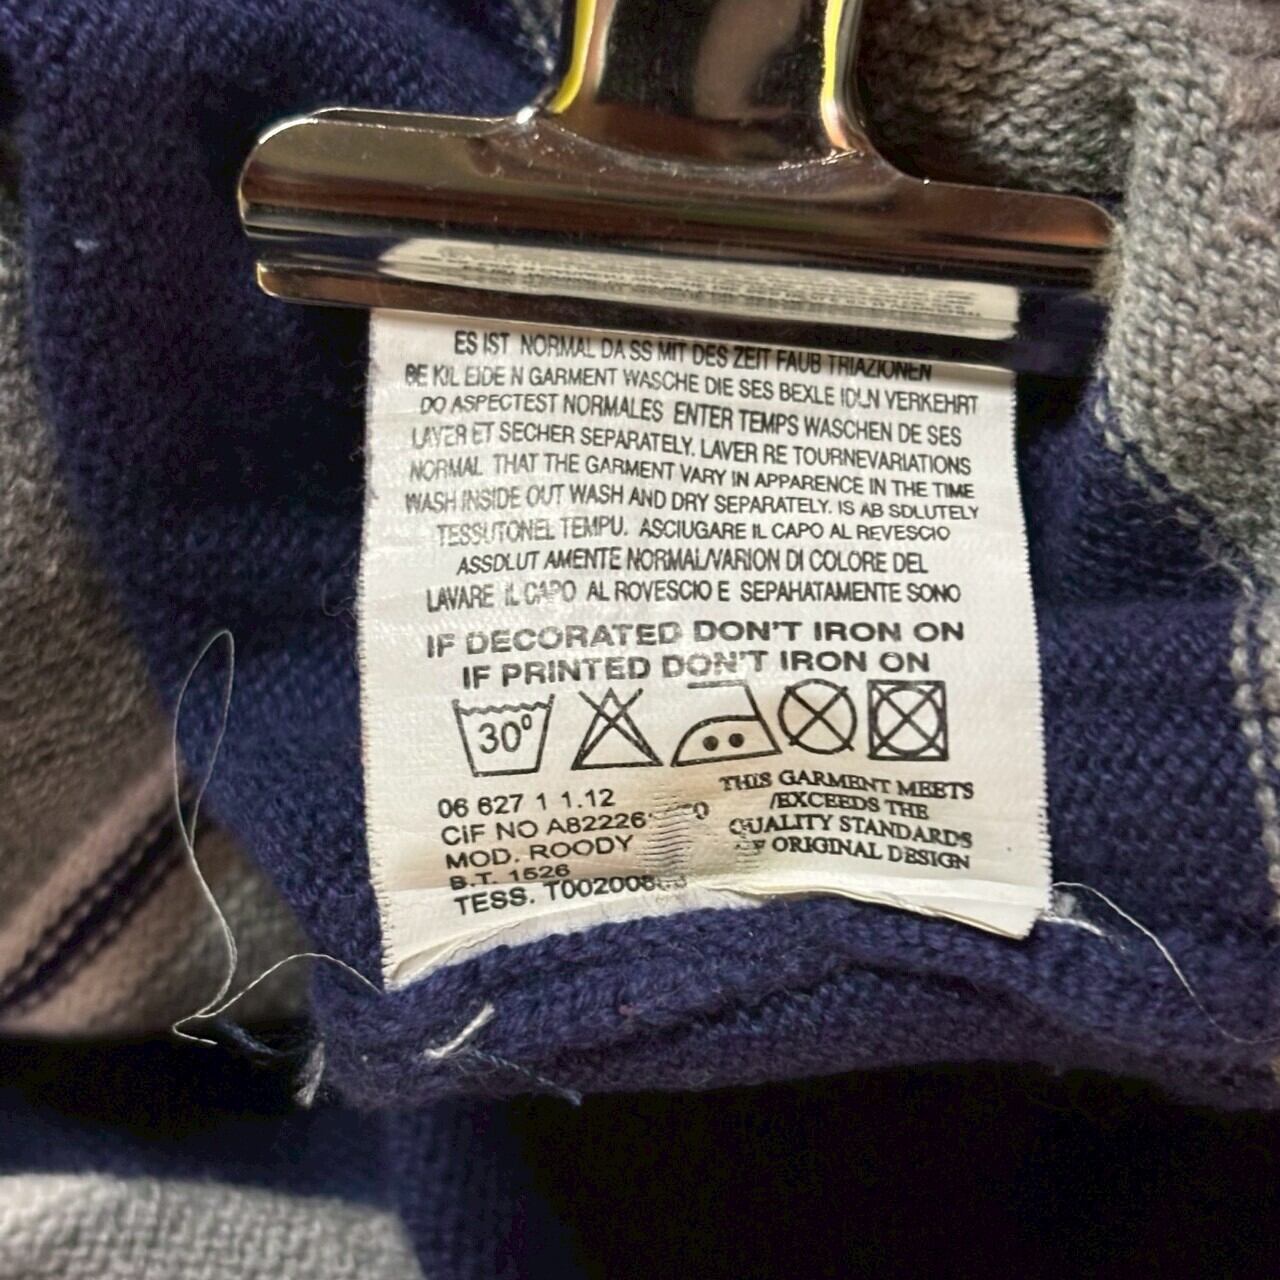 ES IST NORMAL DA SS MIT DES ZEIT FAUB TRIAZIONEN
BE KIL EIDE N GARMENT WASCHE DIE SES BEXLE IDLN VERKEHRT
DO ASPECTEST NORMALES ENTER TEMPS WASCHEN DE SES
LAVER ET SECHER SEPARATELY. LAVER RE TOURNEVARIATIONS
NORMAL THAT THE GARMENT VARY IN APPARENCE IN THE TIME
WASH INSIDE OUT WASH AND DRY SEPARATELY. IS AB SDLUTELY
TESSUTONEL TEMPU. ASCIUGARE IL CAPO AL REVESCIO
ASSDLUT AMENTE NORMAL/VARION DI COLORE DEL
LAVARE IL CAPO AL ROVESCIO E SEPAHATAMENTE SONO
IF DECORATED DON'T IRON ON
IF PRINTED DON'T IRON ON
30°
06 627 1 1.12
CIF NO
MOD. ROODY
B.T. 1526
TESS.
THIS GARMENT MEETS
/EXCEEDS THE
QUALITY STANDARDS
OF ORIGINAL DESIGN